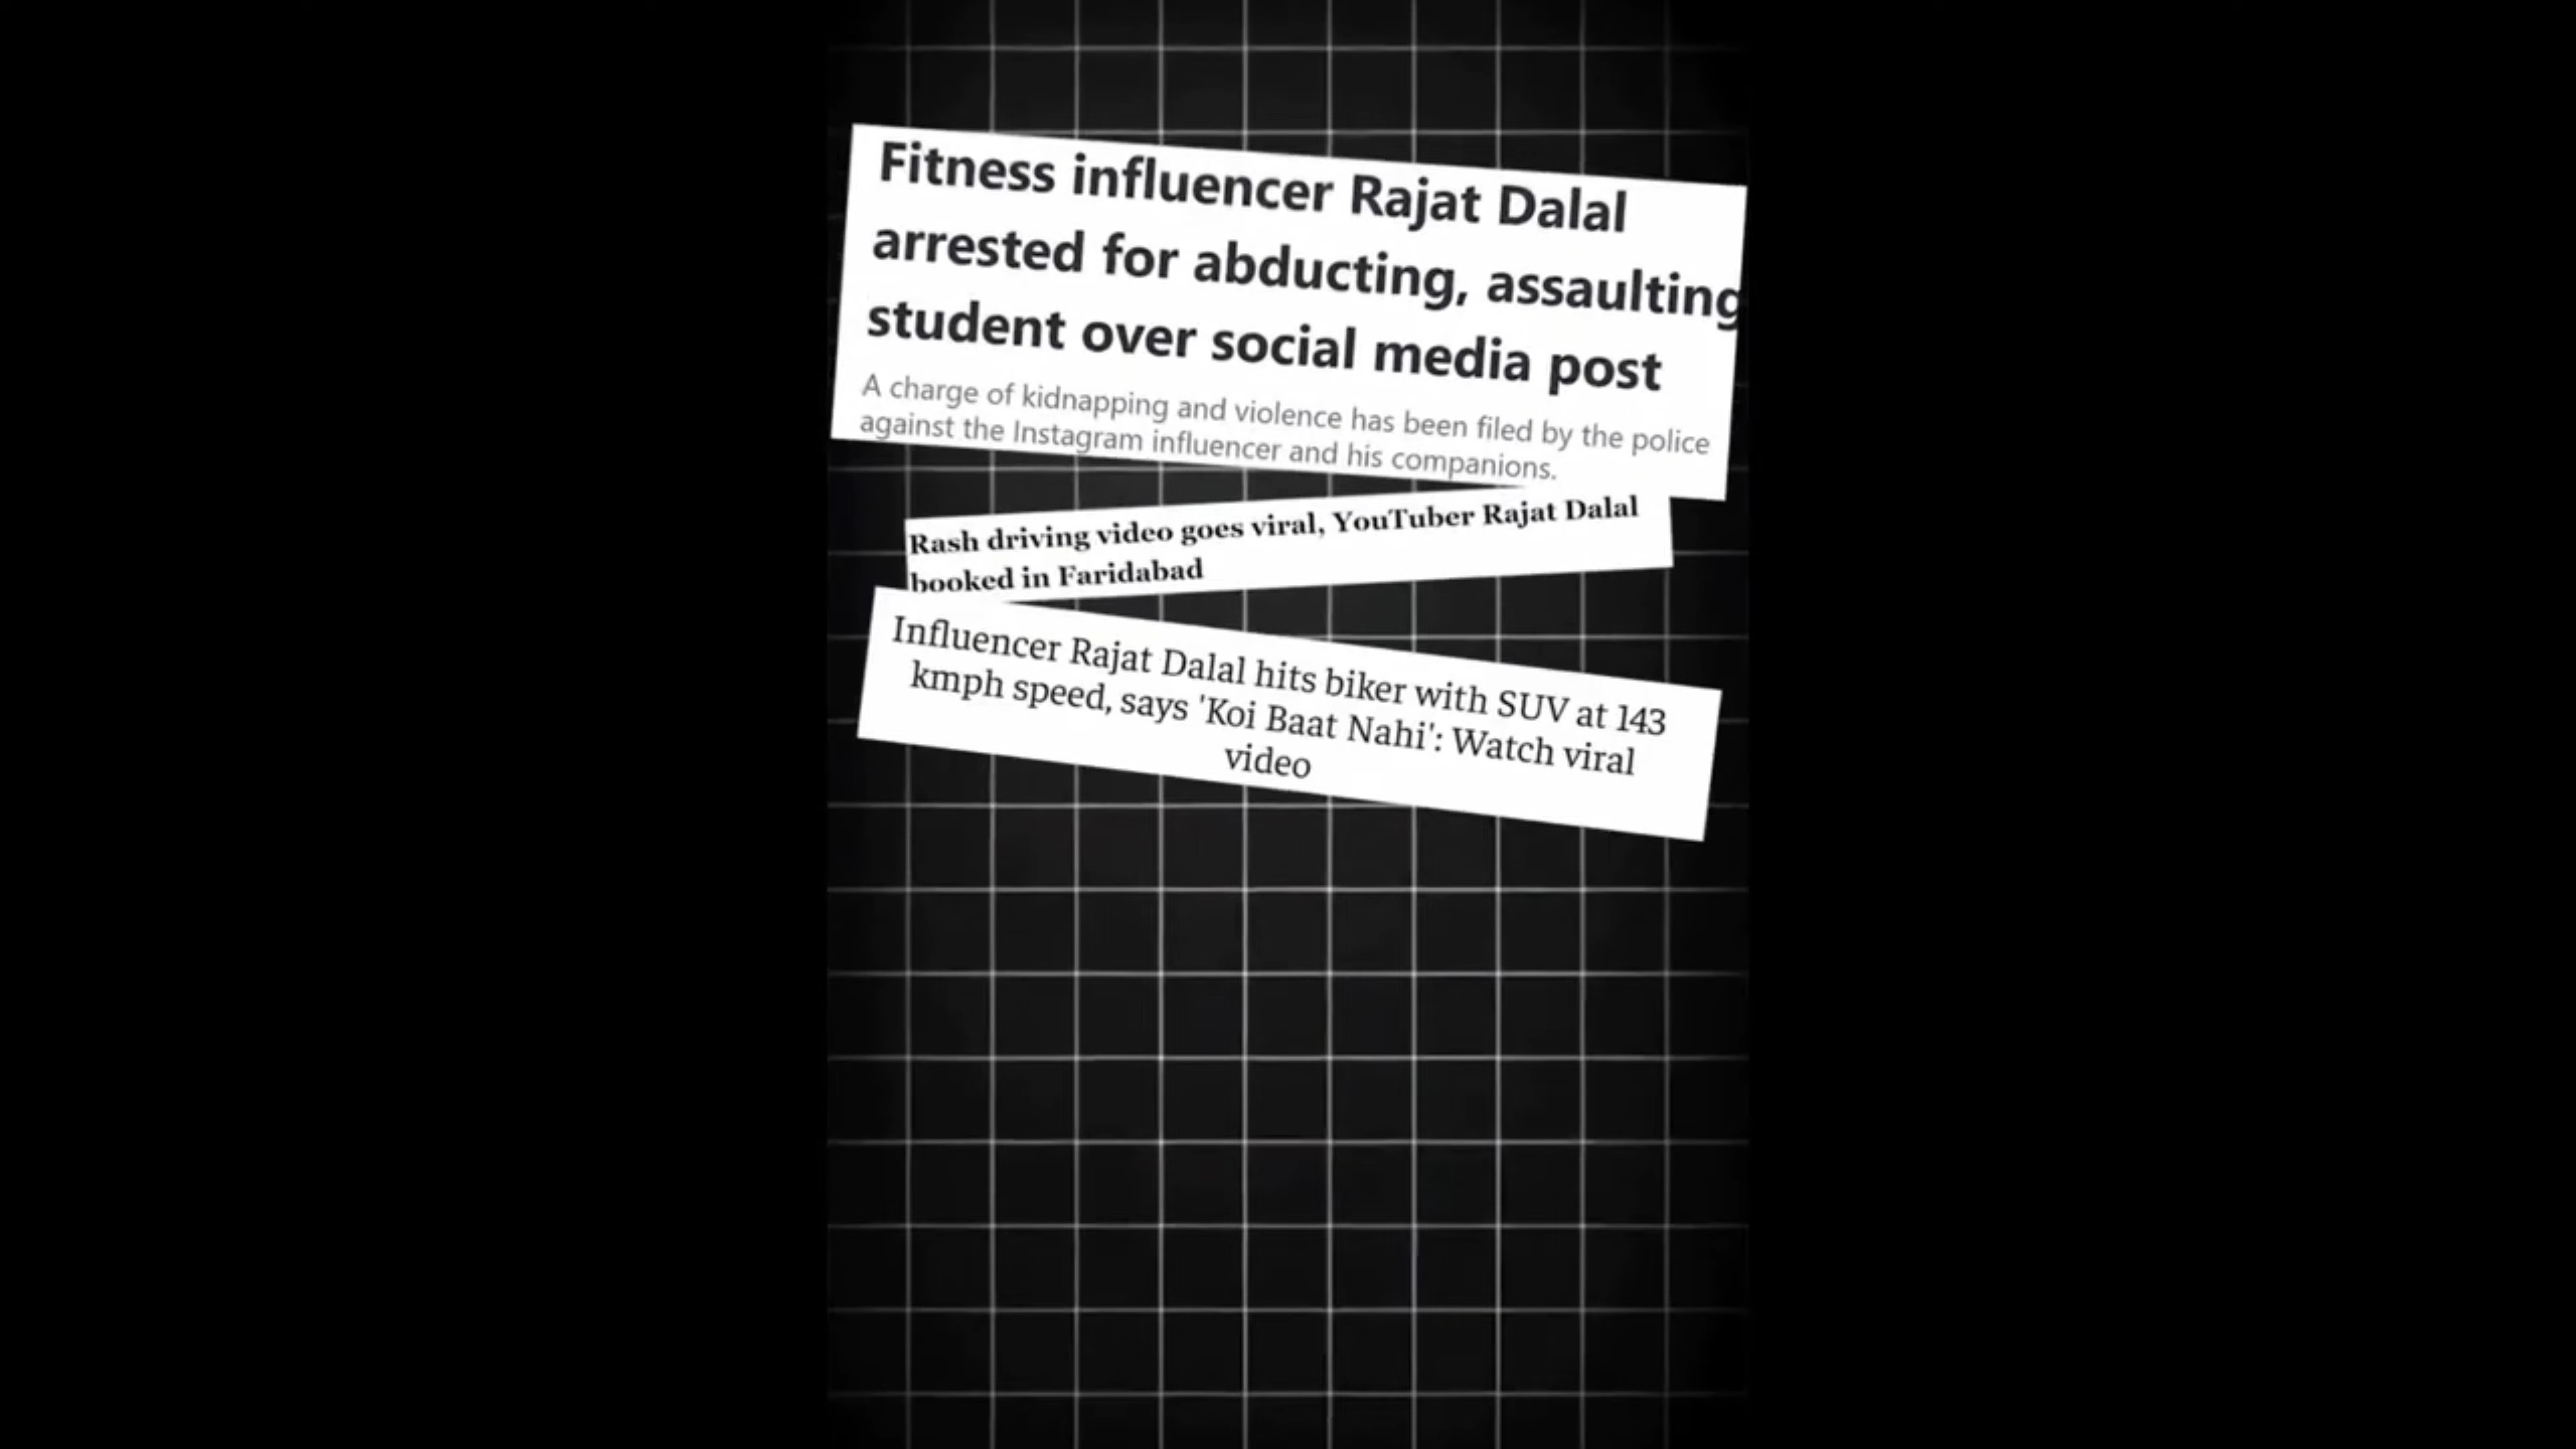 Fitness influencer Rajat Dalal
arrested for abducting, assaulting
student over social media post
A charge of kidnapping and violence has been filed by the police
against the Instagram influencer and his companions.
Rash driving video goes viral, YouTuber Rajat Dalal
booked in Faridabad
Influencer Rajat Dalal hits biker with SUV at 143
kmph speed, says 'Koi Baat Nahi': Watch viral
video